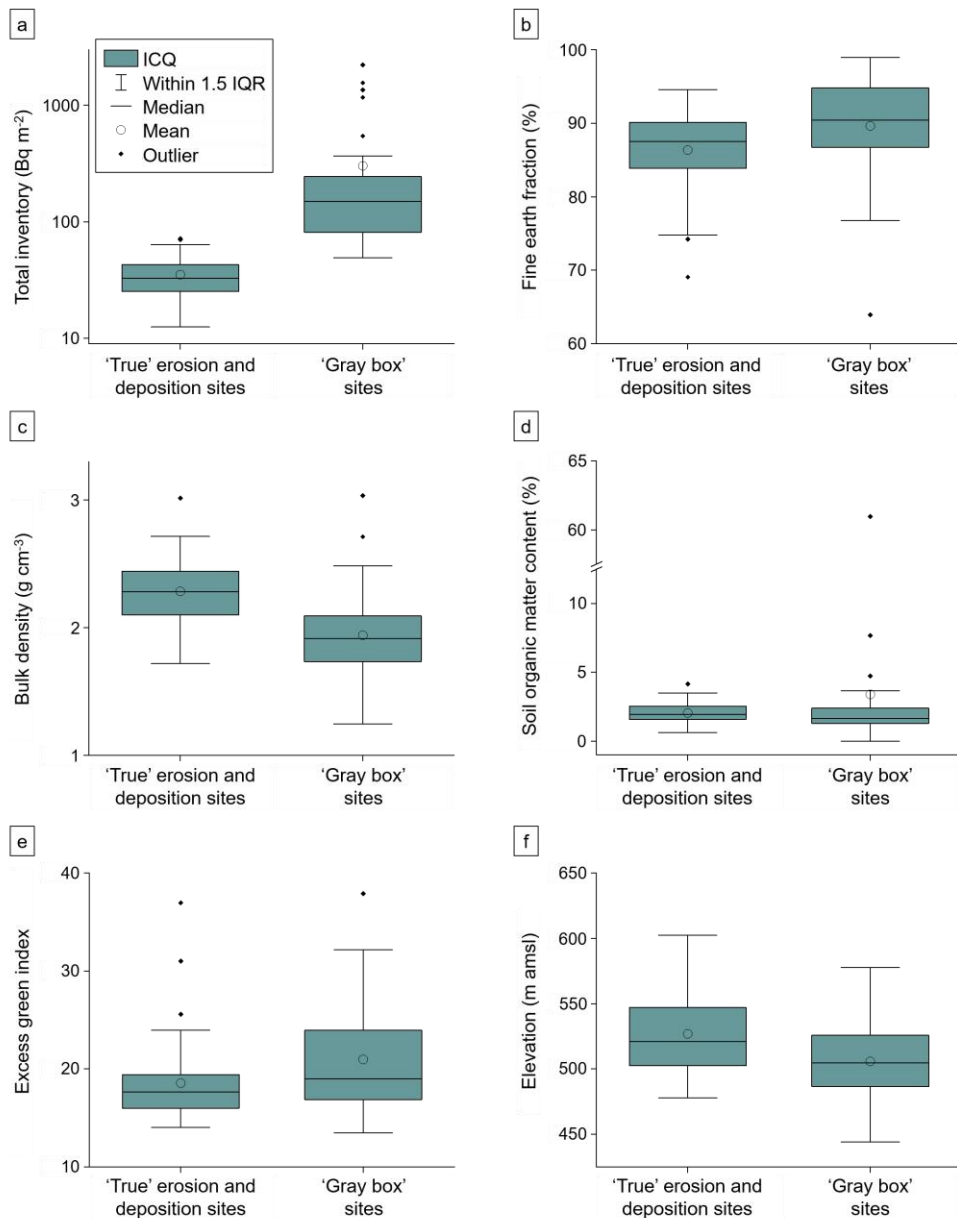 a
ICQ
Within 1.5 IQR
Median
Mean
Outlier
Total inventory (Bq m-2)
1000
100
10
'True' erosion and
deposition sites
'Gray box'
sites
b
Fine earth fraction (%)
100
90
80
70
60
'True' erosion and
deposition sites
'Gray box'
sites
c
Bulk density (g cm-3)
3
2
1
'True' erosion and
deposition sites
'Gray box'
sites
d
Soil organic matter content (%)
65
60
10
5
0
'True' erosion and
deposition sites
'Gray box'
sites
e
Excess green index
40
30
20
10
'True' erosion and
deposition sites
'Gray box'
sites
f
Elevation (m amsl)
650
600
550
500
450
'True' erosion and
deposition sites
'Gray box'
sites